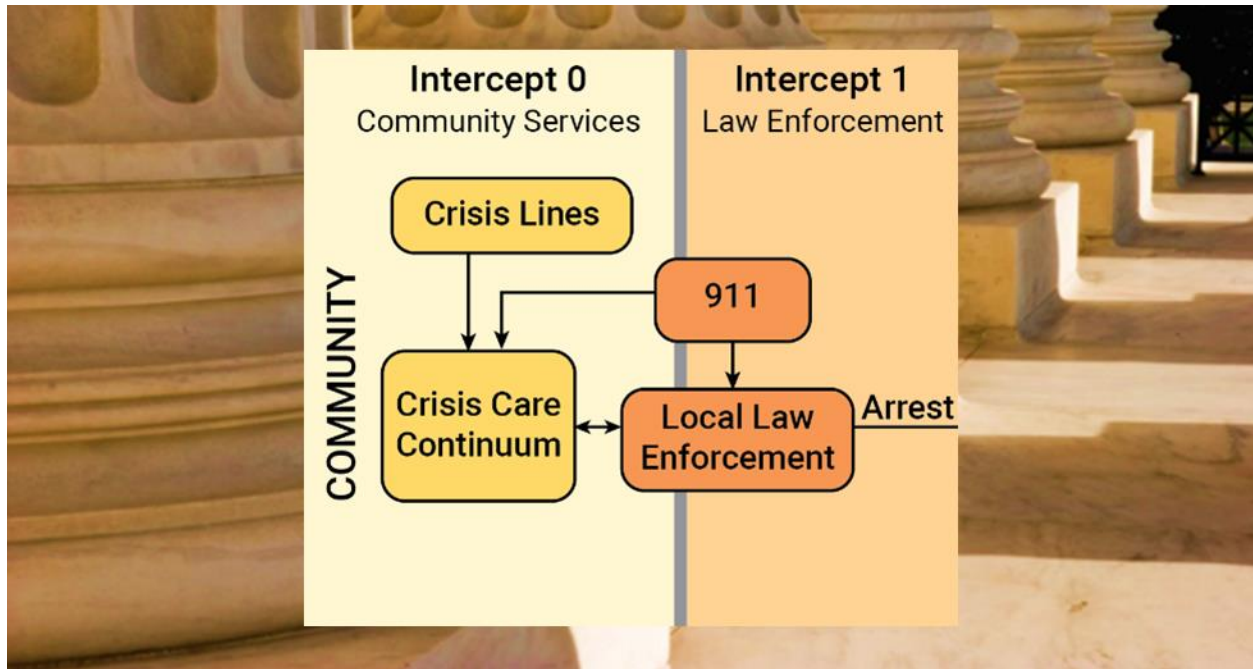 Intercept 0
Community Services
Intercept 1
Law Enforcement
COMMUNITY
Crisis Lines
911
Crisis Care
Continuum
Local Law
Enforcement
Arrest